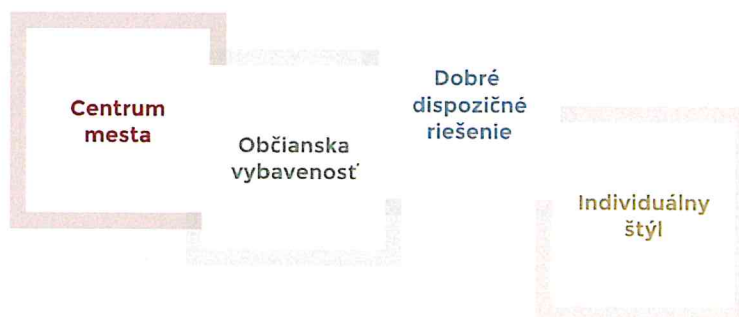 Centrum
mesta
Občianska
vybavenosť
Dobré
dispozičné
riešenie
Individuálny
štýl